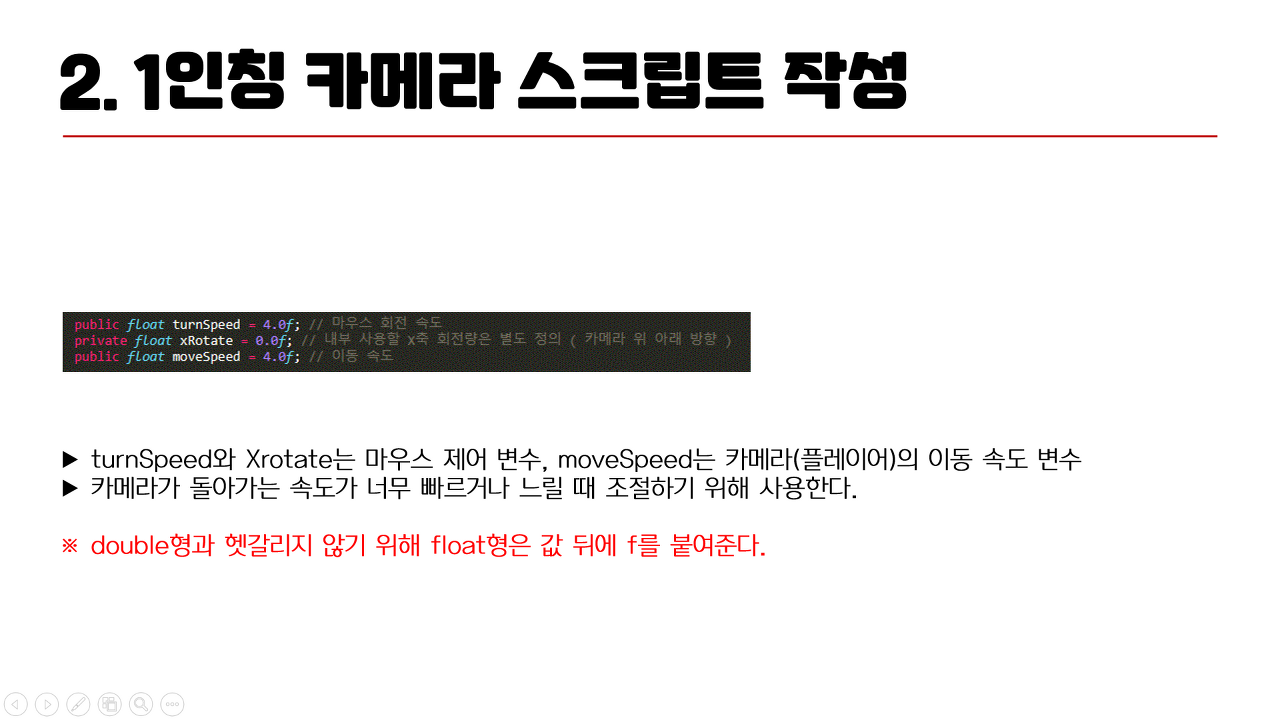 2. 1인칭 카메라 스크립트 작성
public float turnSpeed = 4.0f; // 마우스 회전 속도
private float xRotate = 0.0f; // 내부 사용할 X축 회전량은 별도 정의 ( 카메라 위 아래 방향 )
public float moveSpeed = 4.0f; // 이동 속도
▶ turnSpeed와 Xrotate는 마우스 제어 변수, moveSpeed는 카메라(플레이어)의 이동 속도 변수
▶ 카메라가 돌아가는 속도가 너무 빠르거나 느릴 때 조절하기 위해 사용한다.
※ double형과 헷갈리지 않기 위해 float형은 값 뒤에 f를 붙여준다.